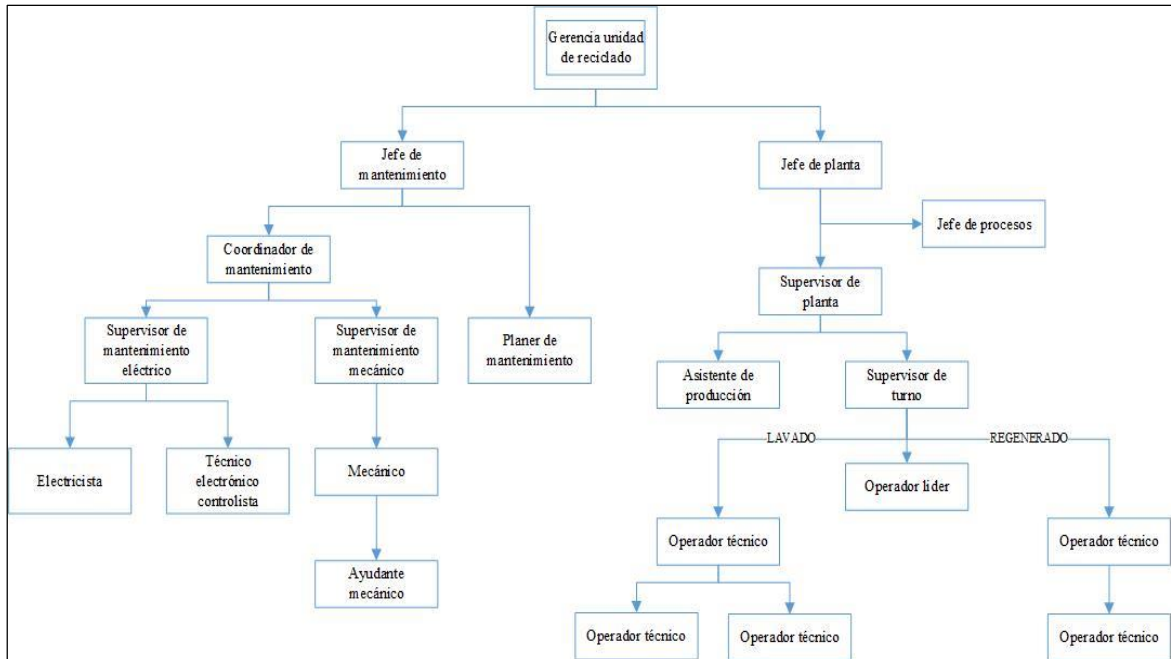 Gerencia unidad
de reciclado
Jefe de
mantenimiento
Jefe de planta
Jefe de procesos
Coordinador de
mantenimiento
Supervisor de
planta
Supervisor de
mantenimiento
eléctrico
Supervisor de
mantenimiento
mecánico
Planer de
mantenimiento
Asistente de
producción
Supervisor de
turno
LAVADO
REGENERADO
Electricista
Técnico
electrónico
controlista
Mecánico
Operador líder
Operador técnico
Operador técnico
Ayudante
mecánico
Operador técnico
Operador técnico
Operador técnico